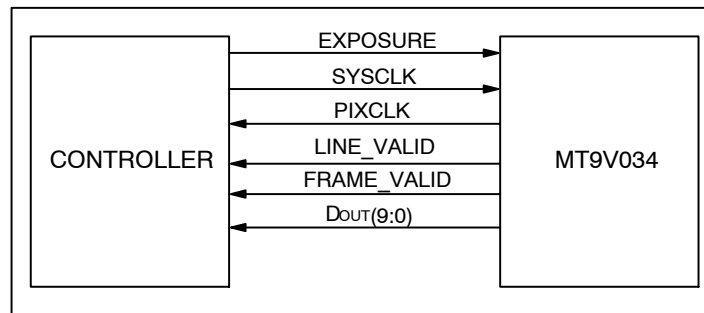 EXPOSURE
SYSCLK
PIXCLK
CONTROLLER
LINE_VALID
MT9V034
FRAME_VALID
DOUT(9:0)